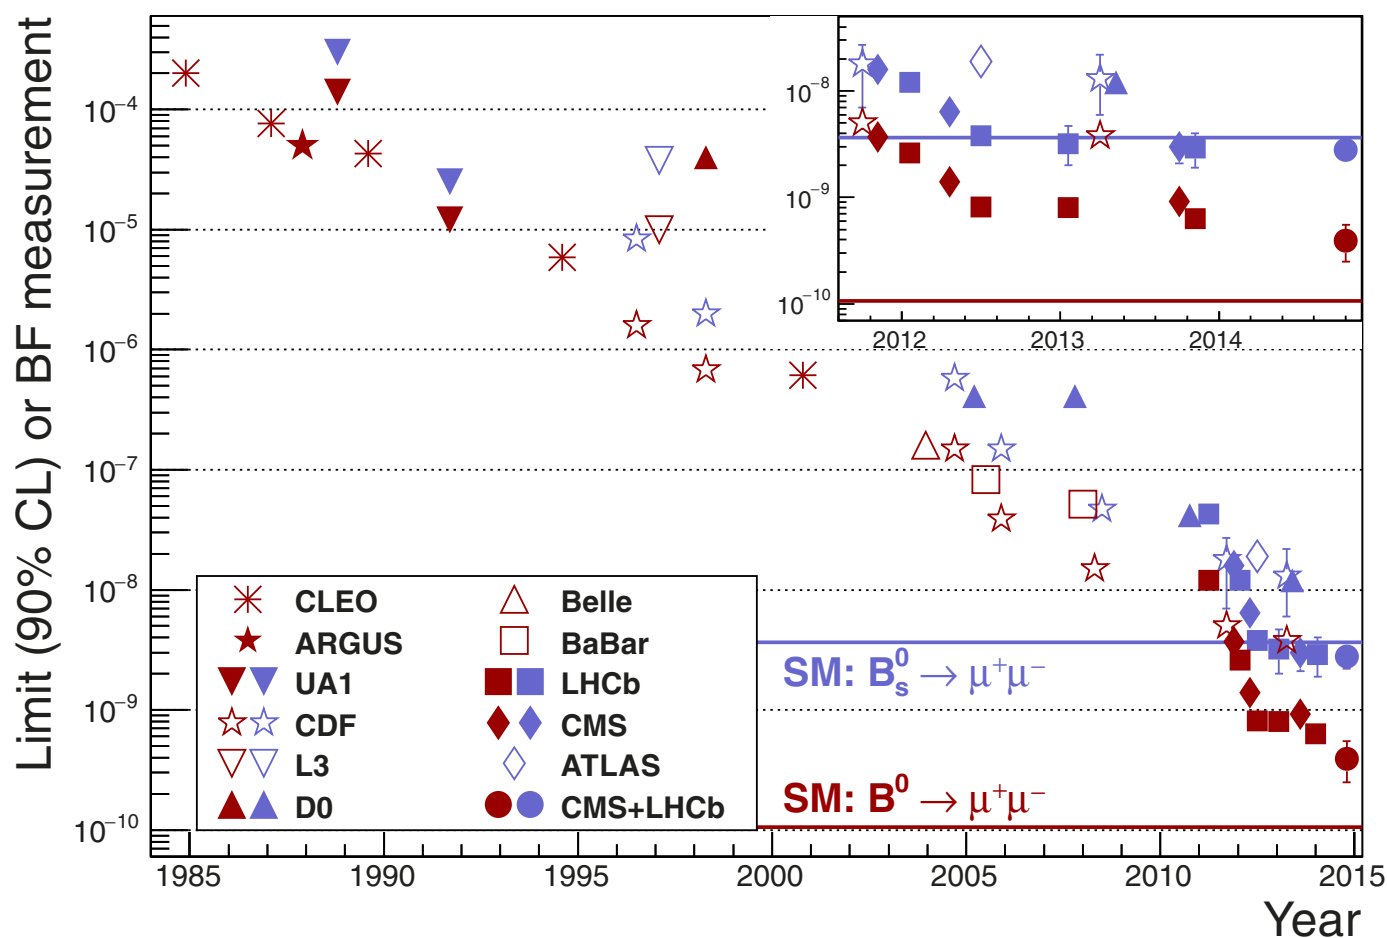 Limit (90% CL) or BF measurement
10⁻⁴
10⁻⁵
10⁻⁶
10⁻⁷
10⁻⁸
10⁻⁹
10⁻¹⁰
10⁻⁸
10⁻⁹
10⁻¹⁰
2012 2013 2014
CLEO
ARGUS
UA1
CDF
L3
D0
Belle
BaBar
LHCb
CMS
ATLAS
CMS+LHCb
SM: B⁰ₛ → μ⁺μ⁻
SM: B⁰ → μ⁺μ⁻
1985 1990 1995 2000 2005 2010 2015
Year